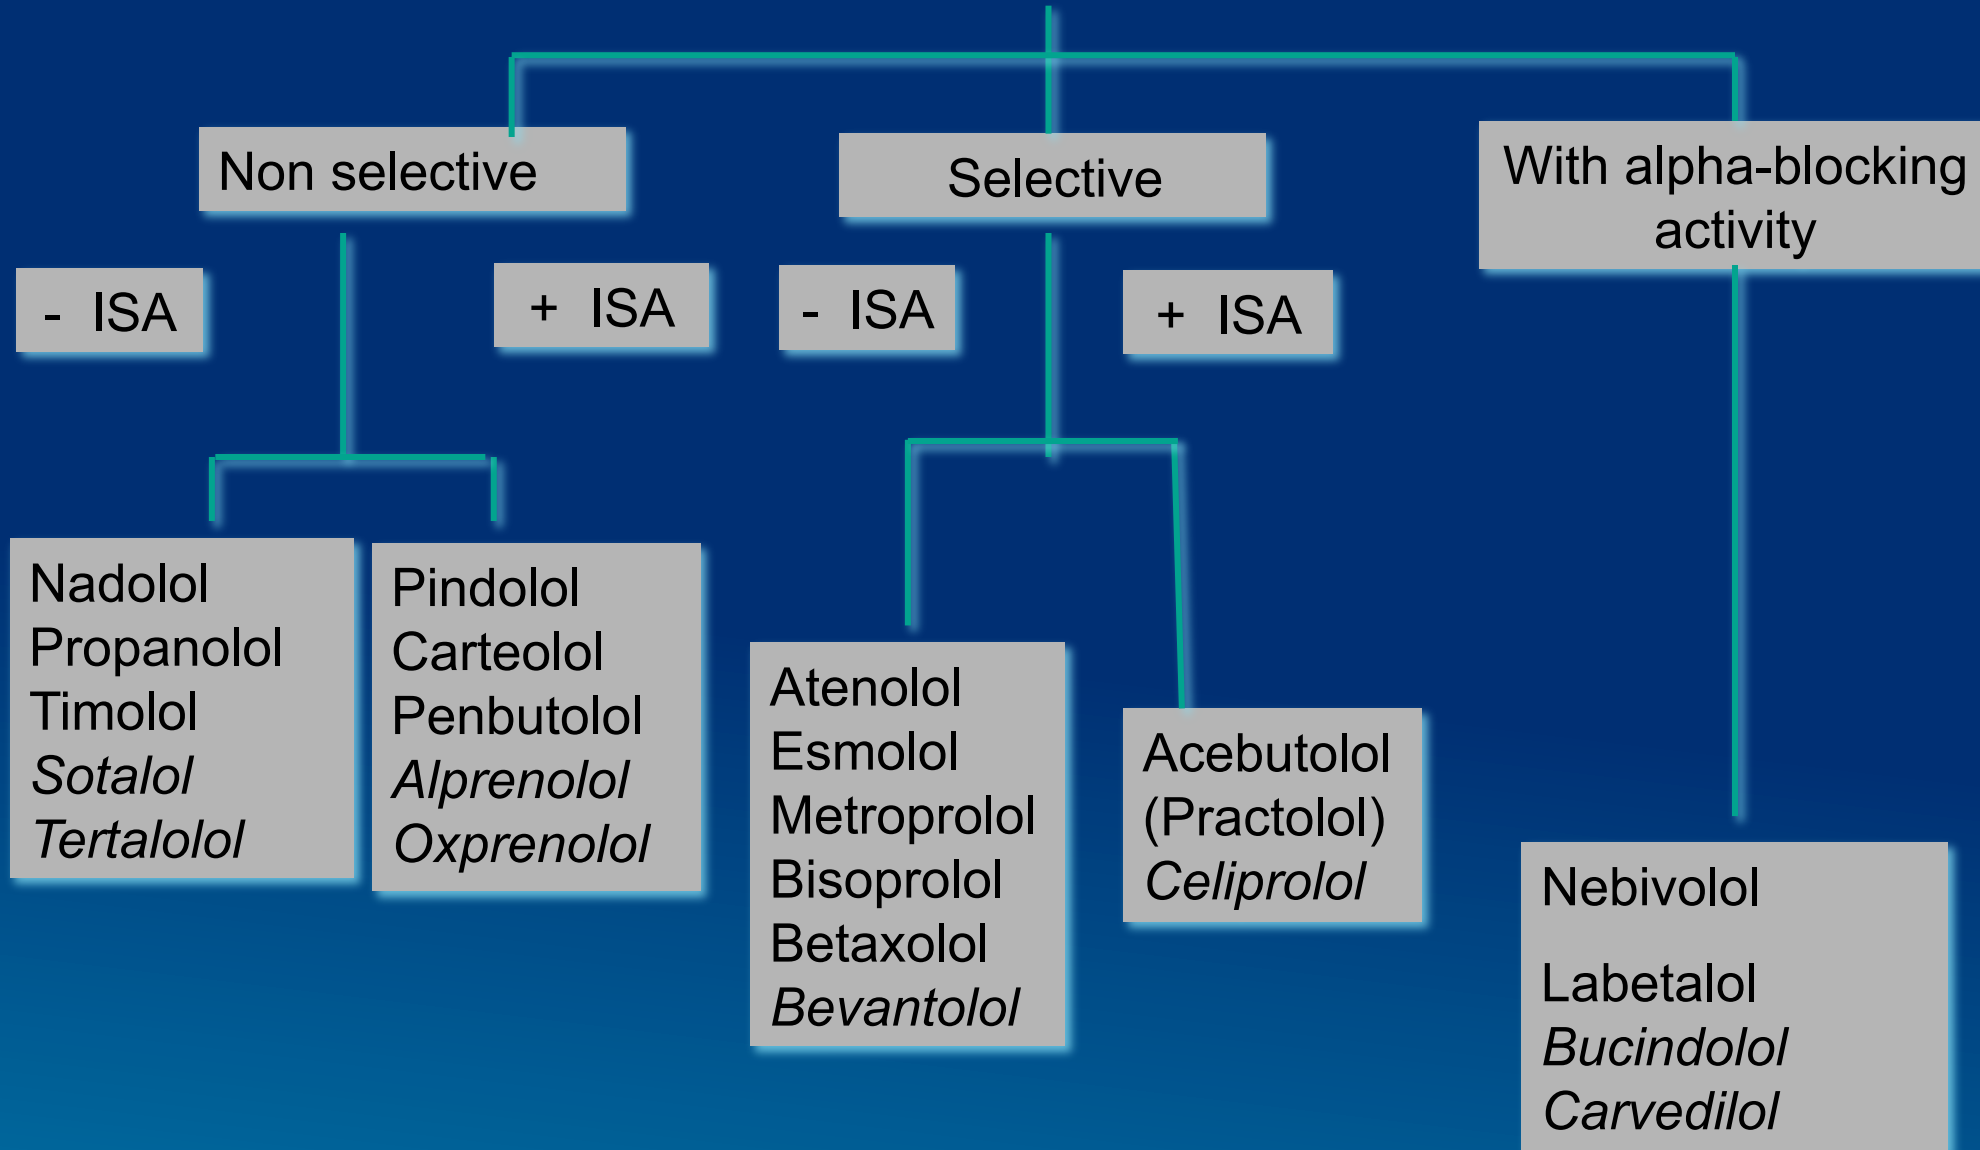 Non selective
Selective
With alpha-blocking
activity
- ISA
+ ISA
- ISA
+ ISA
Nadolol
Propanolol
Timolol
Sotalol
Tertalolol
Pindolol
Carteolol
Penbutolol
Alprenolol
Oxprenolol
Atenolol
Esmolol
Metroprolol
Bisoprolol
Betaxolol
Bevantolol
Acebutolol
(Practolol)
Celiprolol
Nebivolol
Labetalol
Bucindolol
Carvedilol